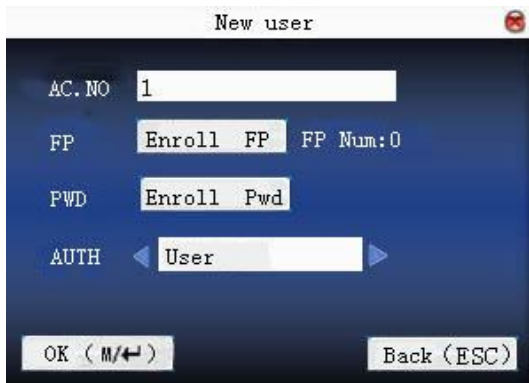 New user
AC.NO 1
FP Enroll FP FP Num:0
PWD Enroll Pwd
AUTH User
OK (M/↵) Back(ESC)